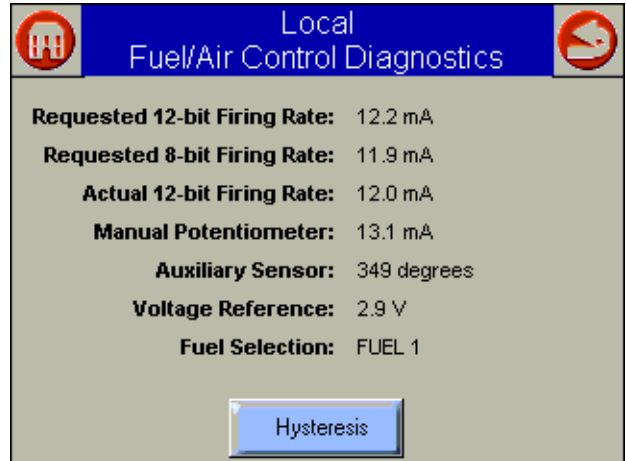 Local
Fuel/Air Control Diagnostics
Requested 12-bit Firing Rate: 12.2 mA
Requested 8-bit Firing Rate: 11.9 mA
Actual 12-bit Firing Rate: 12.0 mA
Manual Potentiometer: 13.1 mA
Auxiliary Sensor: 349 degrees
Voltage Reference: 2.9 V
Fuel Selection: FUEL 1
Hysteresis